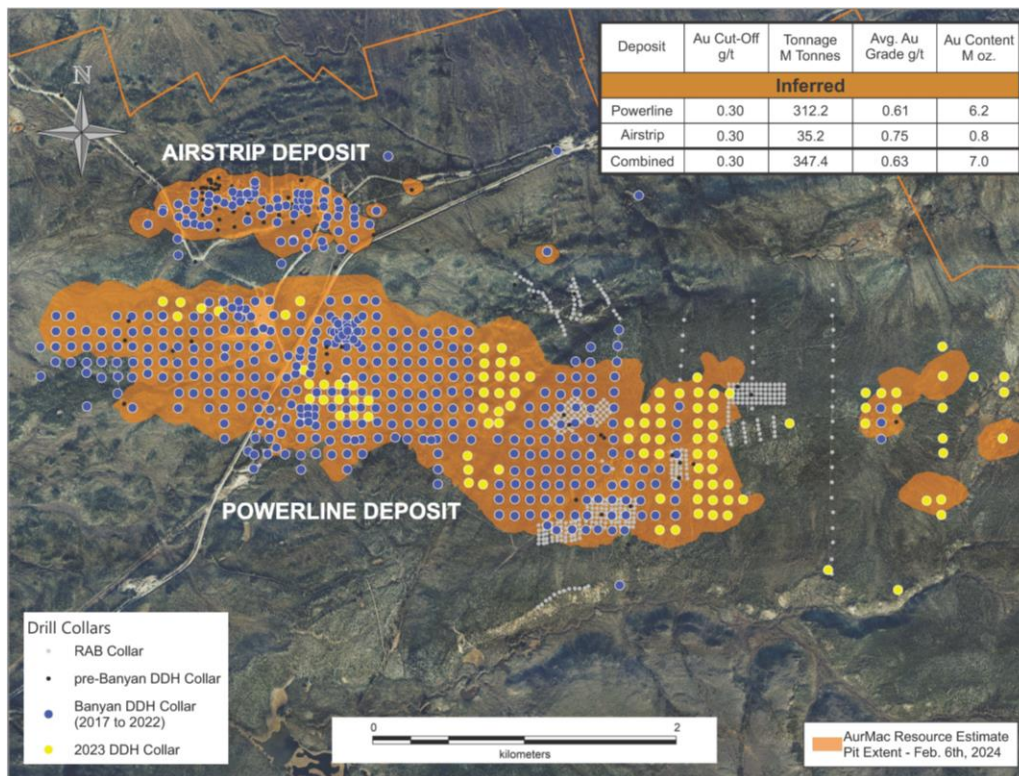 Deposit Au Cut-Off g/t Tonnage M Tonnes Avg. Au Grade g/t Au Content M oz.
Inferred
Powerline 0.30 312.2 0.61 6.2
Airstrip 0.30 35.2 0.75 0.8
Combined 0.30 347.4 0.63 7.0
N
AIRSTRIP DEPOSIT
POWERLINE DEPOSIT
Drill Collars
RAB Collar
pre-Banyan DDH Collar
Banyan DDH Collar
(2017 to 2022)
2023 DDH Collar
0 2
kilometers
AurMac Resource Estimate
Pit Extent - Feb. 6th, 2024